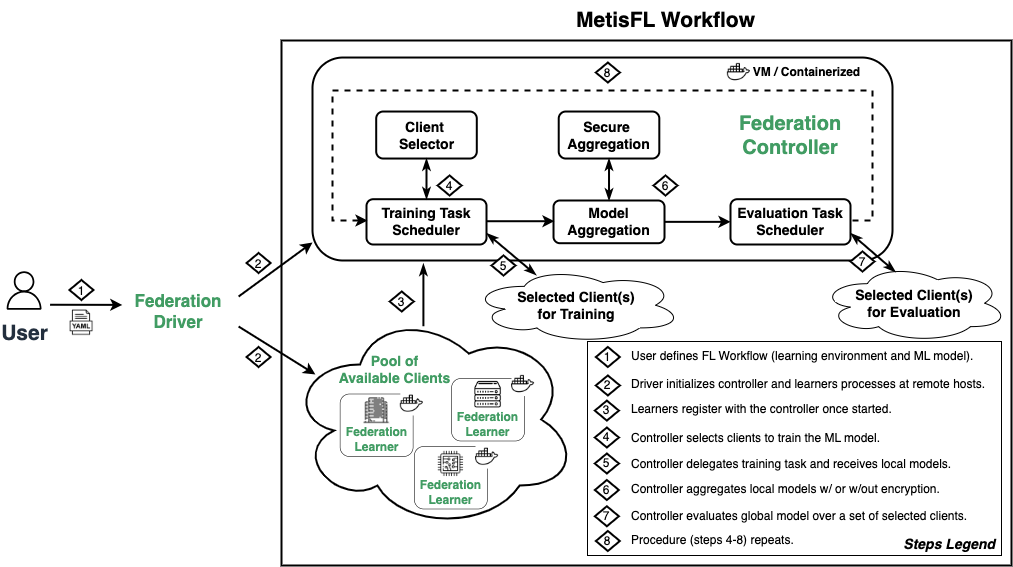 MetisFL Workflow
8
VM / Containerized
Federation
Controller
Client
Selector
Secure
Aggregation
4
6
Training Task
Scheduler
Model
Aggregation
Evaluation Task
Scheduler
2
5
7
1
YAML
User
Federation
Driver
3
Selected Client(s)
for Training
Selected Client(s)
for Evaluation
2
Pool of
Available Clients
Federation
Learner
Federation
Learner
Federation
Learner
1 User defines FL Workflow (learning environment and ML model).
2 Driver initializes controller and learners processes at remote hosts.
3 Learners register with the controller once started.
4 Controller selects clients to train the ML model.
5 Controller delegates training task and receives local models.
6 Controller aggregates local models w/ or w/out encryption.
7 Controller evaluates global model over a set of selected clients.
8 Procedure (steps 4-8) repeats.
Steps Legend